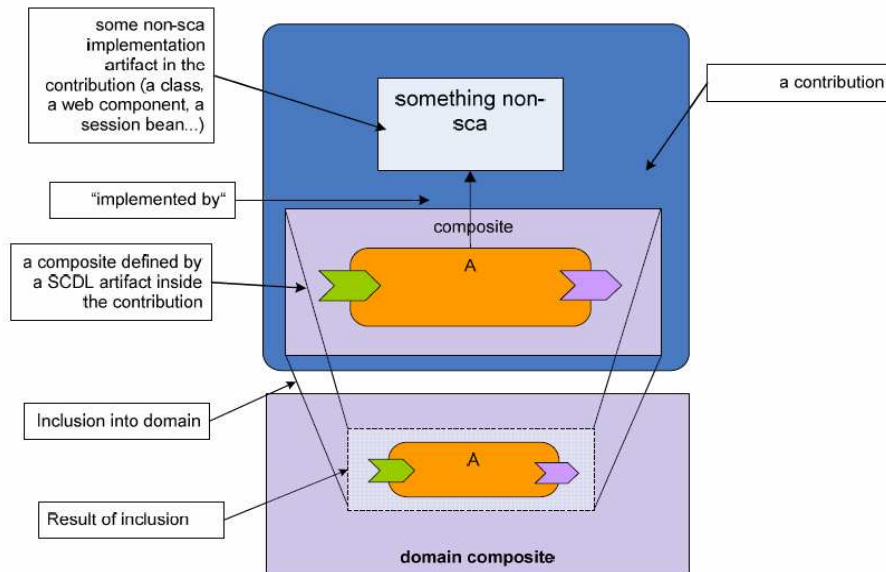 some non-sca
implementation
artifact in the
contribution (a class,
a web component, a
session bean...)
something non-
sca
a contribution
“implemented by“
composite
A
a composite defined by
a SCDL artifact inside
the contribution
Inclusion into domain
A
Result of inclusion
domain composite